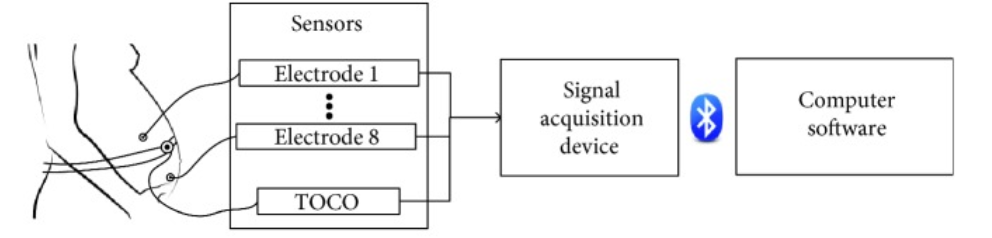 Sensors
Electrode 1
Electrode 8
TOCO
Signal
acquisition
device
Computer
software